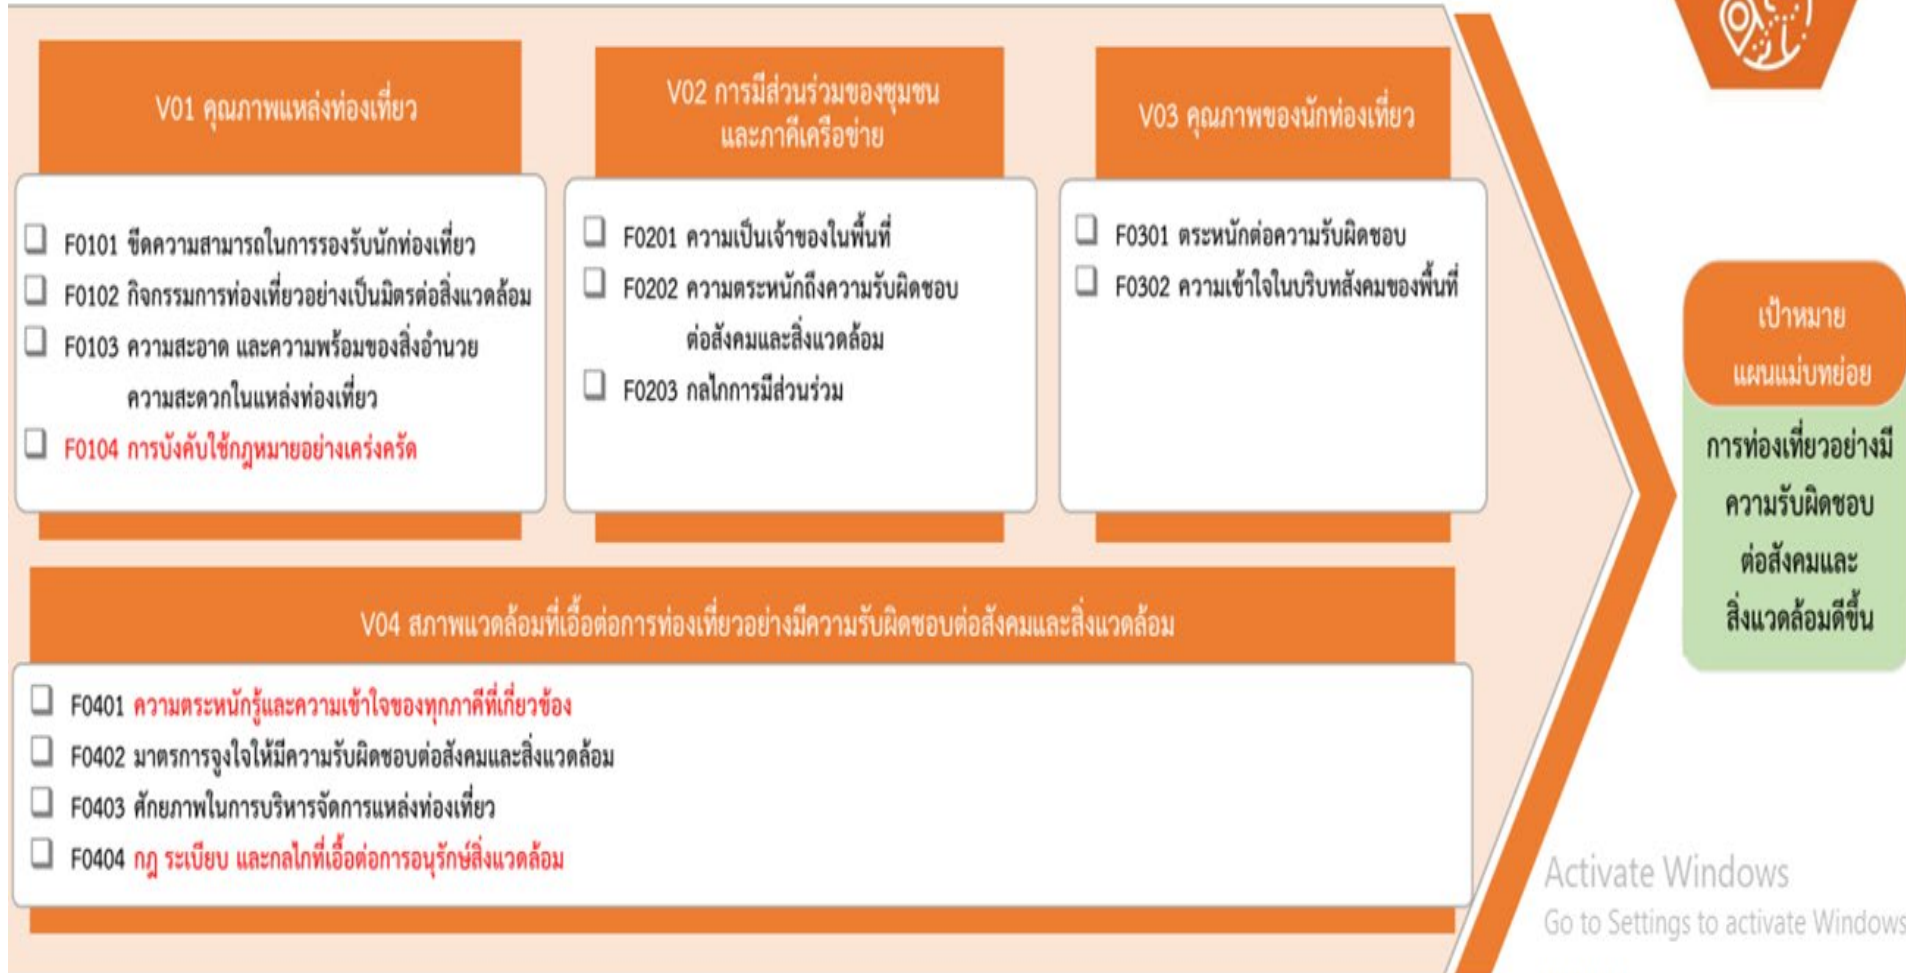 V01 คุณภาพแหล่งท่องเที่ยว
F0101 ขีดความสามารถในการรองรับนักท่องเที่ยว
F0102 กิจกรรมการท่องเที่ยวอย่างเป็นมิตรต่อสิ่งแวดล้อม
F0103 ความสะอาด และความพร้อมของสิ่งอำนวย
ความสะดวกในแหล่งท่องเที่ยว
F0104 การบังคับใช้กฎหมายอย่างเคร่งครัด
V02 การมีส่วนร่วมของชุมชน
และภาคีเครือข่าย
F0201 ความเป็นเจ้าของในพื้นที่
F0202 ความตระหนักถึงความรับผิดชอบ
ต่อสังคมและสิ่งแวดล้อม
F0203 กลไกการมีส่วนร่วม
V03 คุณภาพของนักท่องเที่ยว
F0301 ตระหนักต่อความรับผิดชอบ
F0302 ความเข้าใจในบริบทสังคมของพื้นที่
V04 สภาพแวดล้อมที่เอื้อต่อการท่องเที่ยวอย่างมีความรับผิดชอบต่อสังคมและสิ่งแวดล้อม
F0401 ความตระหนักรู้และความเข้าใจของทุกภาคีที่เกี่ยวข้อง
F0402 มาตรการจูงใจให้มีความรับผิดชอบต่อสังคมและสิ่งแวดล้อม
F0403 ศักยภาพในการบริหารจัดการแหล่งท่องเที่ยว
F0404 กฎ ระเบียบ และกลไกที่เอื้อต่อการอนุรักษ์สิ่งแวดล้อม
เป้าหมาย
แผนแม่บทย่อย
การท่องเที่ยวอย่างมี
ความรับผิดชอบ
ต่อสังคมและ
สิ่งแวดล้อมดีขึ้น
Activate Windows
Go to Settings to activate Windows